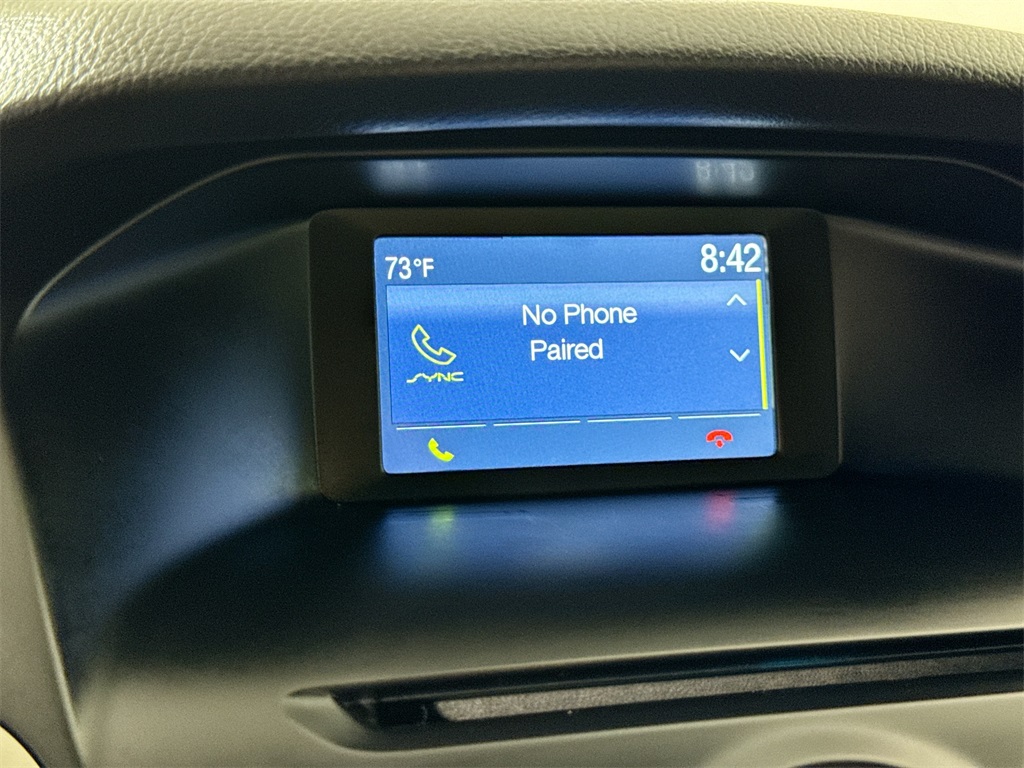 73°F 8:42
No Phone
Paired
SYNC